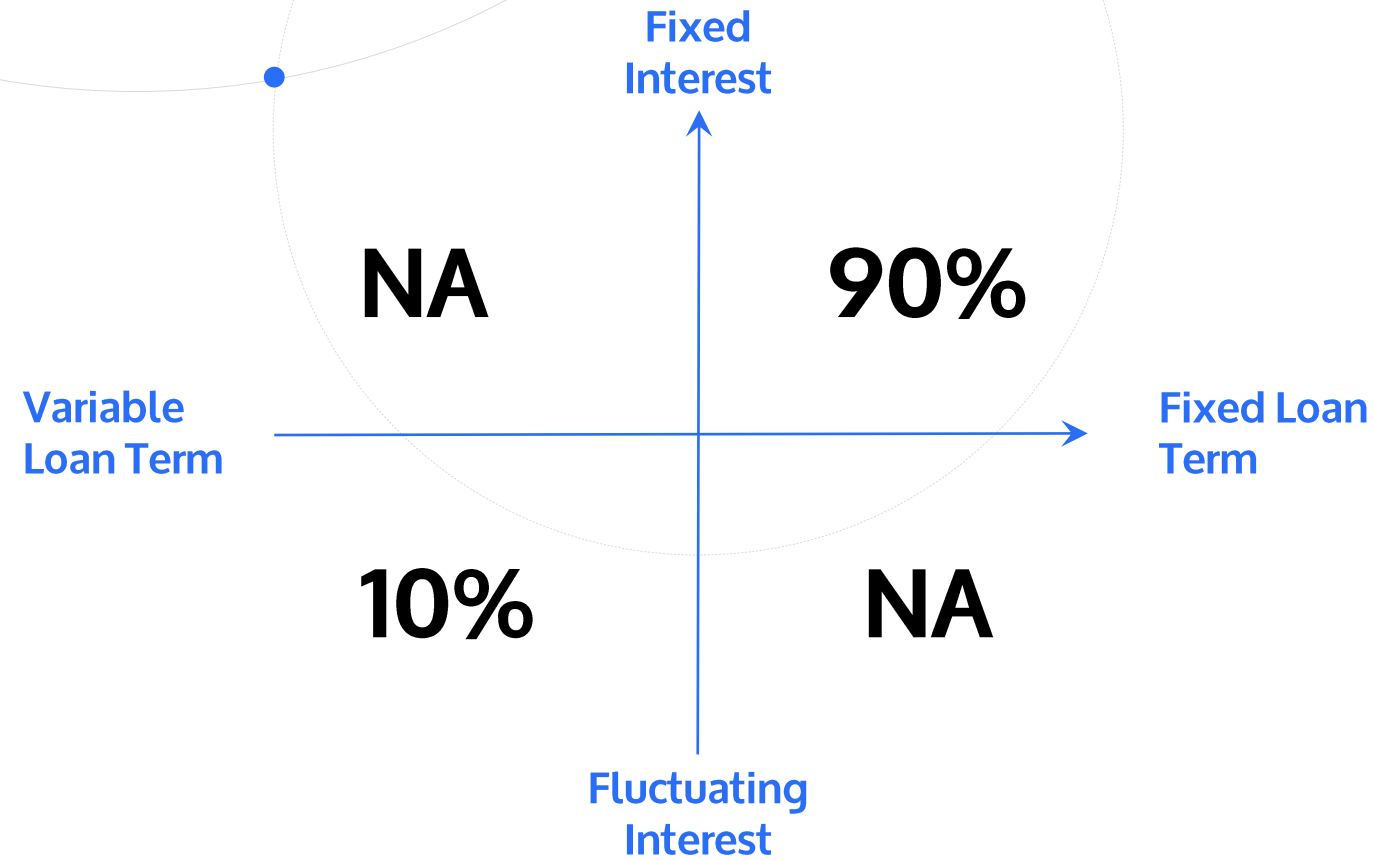 Fixed
Interest
NA
90%
Variable
Loan Term
Fixed Loan
Term
10%
NA
Fluctuating
Interest